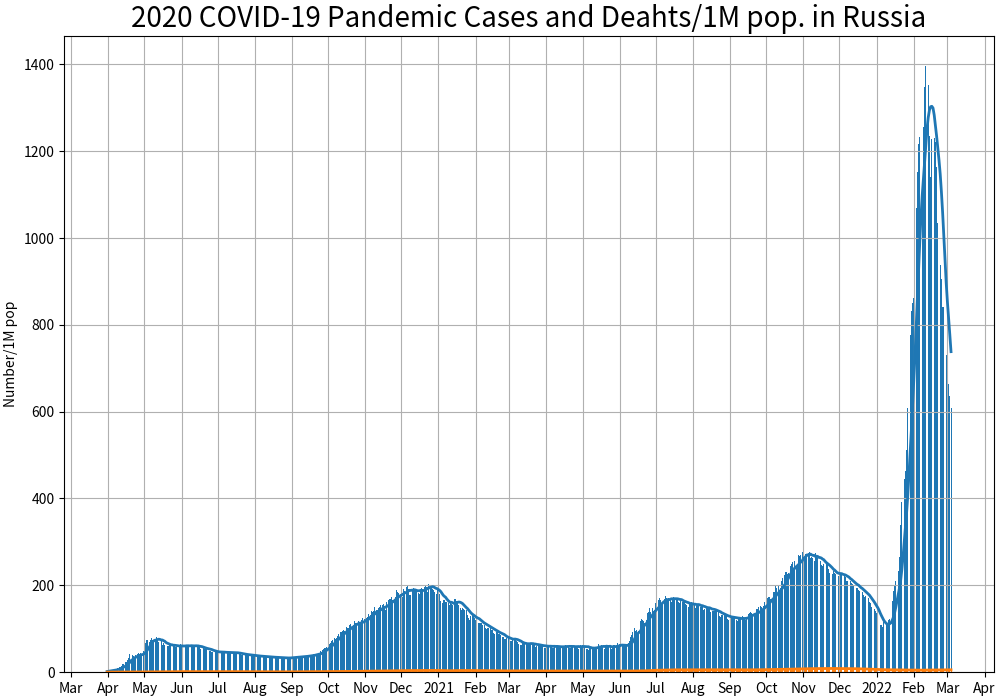 2020 COVID-19 Pandemic Cases and Deahts/1M pop. in Russia
Number/1M pop
1400
1200
1000
800
600
400
200
0
Mar Apr May Jun Jul Aug Sep Oct Nov Dec 2021 Feb Mar Apr May Jun Jul Aug Sep Oct Nov Dec 2022 Feb Mar Apr